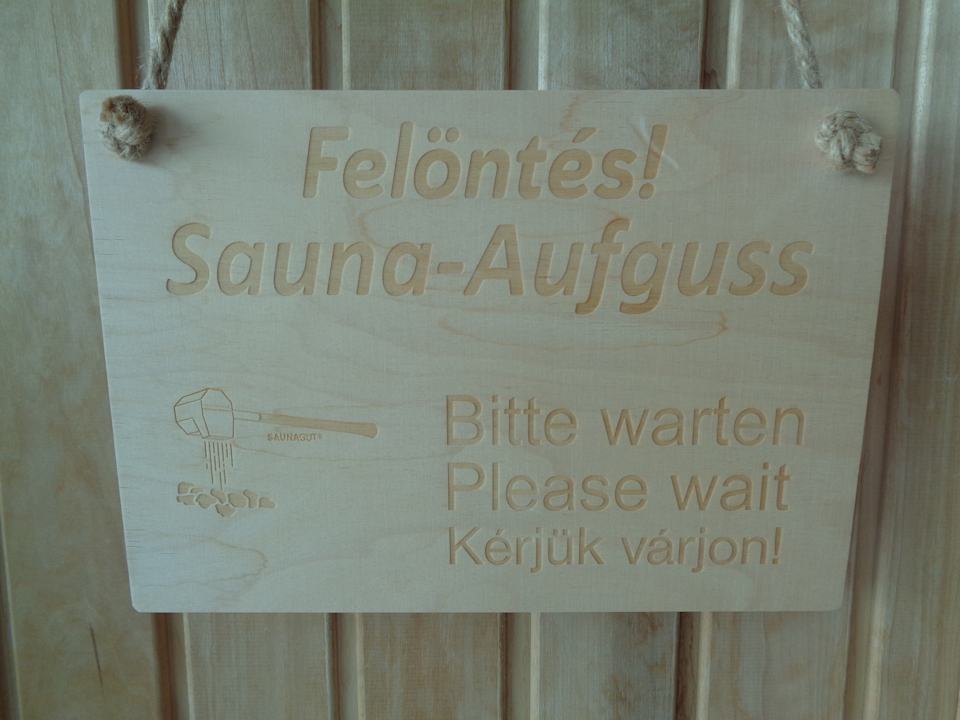 Felöntés!
Sauna-Aufguss
SAUNAGUT®
Bitte warten
Please wait
Kérjük várjon!